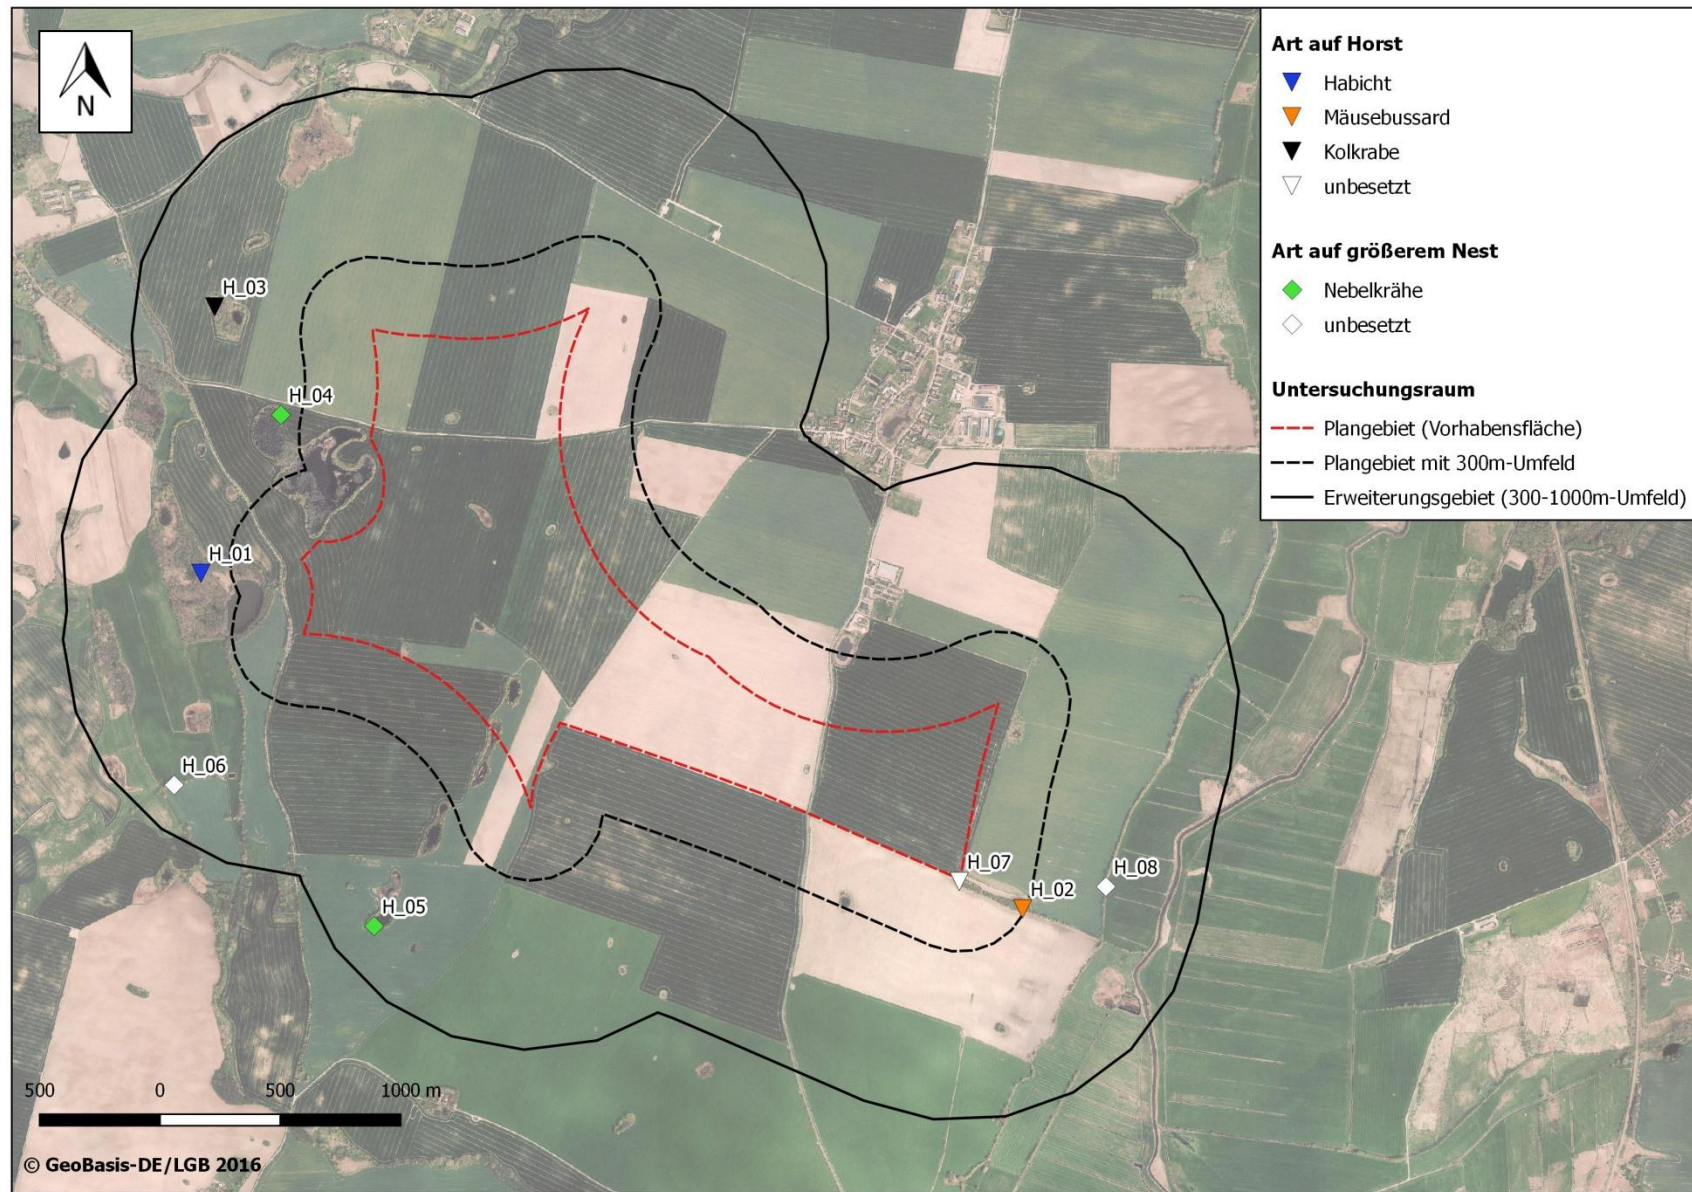 N
H_03
H_04
H_01
H_06
H_05
H_07
H_02
H_08
Art auf Horst
Habicht
Mäusebussard
Kolkrabe
unbesetzt
Art auf größerem Nest
Nebelkrähe
unbesetzt
Untersuchungsraum
Plangebiet (Vorhabensfläche)
Plangebiet mit 300m-Umfeld
Erweiterungsgebiet (300-1000m-Umfeld)
500 0 500 1000 m
© GeoBasis-DE/LGB 2016